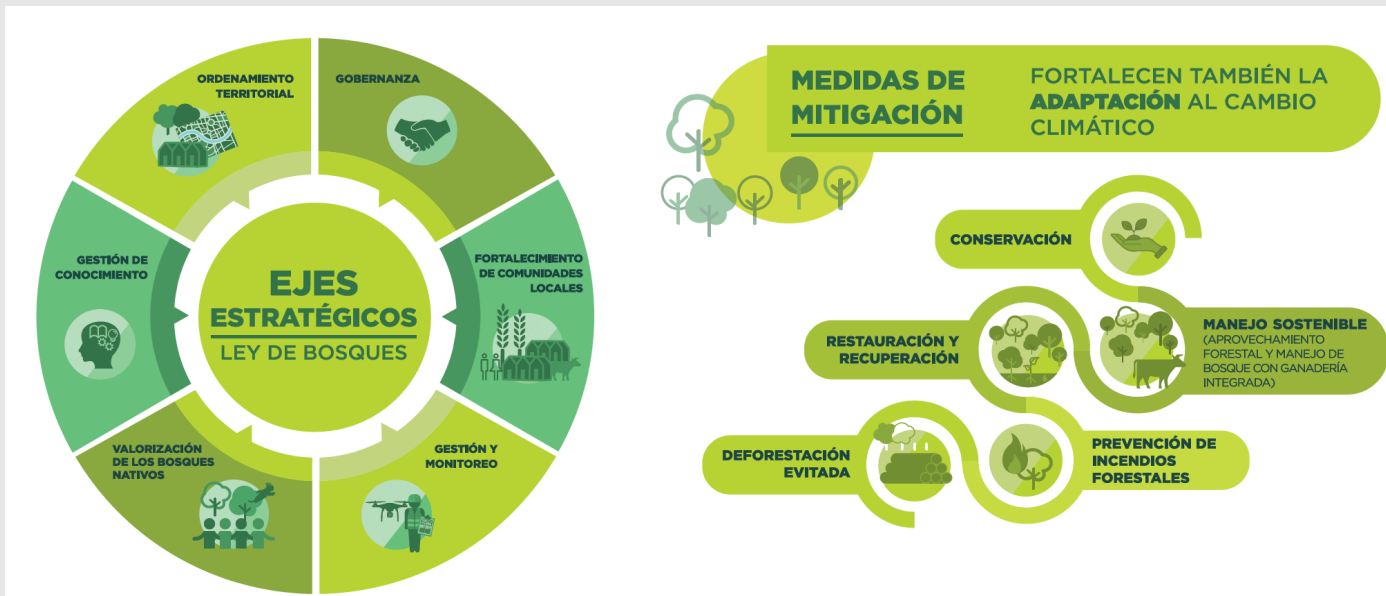 ORDENAMIENTO
TERRITORIAL
GOBERNANZA
GESTIÓN DE
CONOCIMIENTO
FORTALECIMIENTO
DE COMUNIDADES
LOCALES
EJES
ESTRATÉGICOS
LEY DE BOSQUES
VALORIZACIÓN
DE LOS BOSQUES
NATIVOS
GESTIÓN Y
MONITOREO
MEDIDAS DE
MITIGACIÓN
FORTALECEN TAMBIÉN LA
ADAPTACIÓN AL CAMBIO
CLIMÁTICO
CONSERVACIÓN
RESTAURACIÓN Y
RECUPERACIÓN
MANEJO SOSTENIBLE
(APROVECHAMIENTO
FORESTAL Y MANEJO DE
BOSQUE CON GANADERÍA
INTEGRADA)
DEFORESTACIÓN
EVITADA
PREVENCIÓN DE
INCENDIOS
FORESTALES